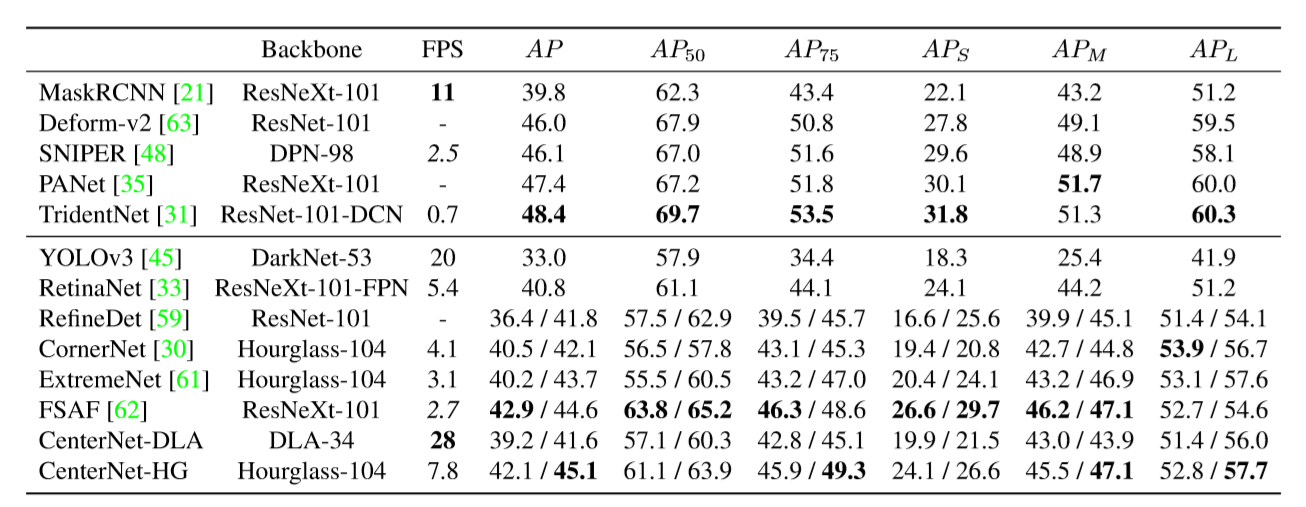 Backbone FPS AP AP50 AP75 APS APM APL
MaskRCNN [21] ResNeXt-101 11 39.8 62.3 43.4 22.1 43.2 51.2
Deform-v2 [63] ResNet-101 - 46.0 67.9 50.8 27.8 49.1 59.5
SNIPER [48] DPN-98 2.5 46.1 67.0 51.6 29.6 48.9 58.1
PANet [35] ResNeXt-101 - 47.4 67.2 51.8 30.1 51.7 60.0
TridentNet [31] ResNet-101-DCN 0.7 48.4 69.7 53.5 31.8 51.3 60.3
YOLOv3 [45] DarkNet-53 20 33.0 57.9 34.4 18.3 25.4 41.9
RetinaNet [33] ResNeXt-101-FPN 5.4 40.8 61.1 44.1 24.1 44.2 51.2
RefineDet [59] ResNet-101 - 36.4 / 41.8 57.5 / 62.9 39.5 / 45.7 16.6 / 25.6 39.9 / 45.1 51.4 / 54.1
CornerNet [30] Hourglass-104 4.1 40.5 / 42.1 56.5 / 57.8 43.1 / 45.3 19.4 / 20.8 42.7 / 44.8 53.9 / 56.7
ExtremeNet [61] Hourglass-104 3.1 40.2 / 43.7 55.5 / 60.5 43.2 / 47.0 20.4 / 24.1 43.2 / 46.9 53.1 / 57.6
FSAF [62] ResNeXt-101 2.7 42.9 / 44.6 63.8 / 65.2 46.3 / 48.6 26.6 / 29.7 46.2 / 47.1 52.7 / 54.6
CenterNet-DLA DLA-34 28 39.2 / 41.6 57.1 / 60.3 42.8 / 45.1 19.9 / 21.5 43.0 / 43.9 51.4 / 56.0
CenterNet-HG Hourglass-104 7.8 42.1 / 45.1 61.1 / 63.9 45.9 / 49.3 24.1 / 26.6 45.5 / 47.1 52.8 / 57.7